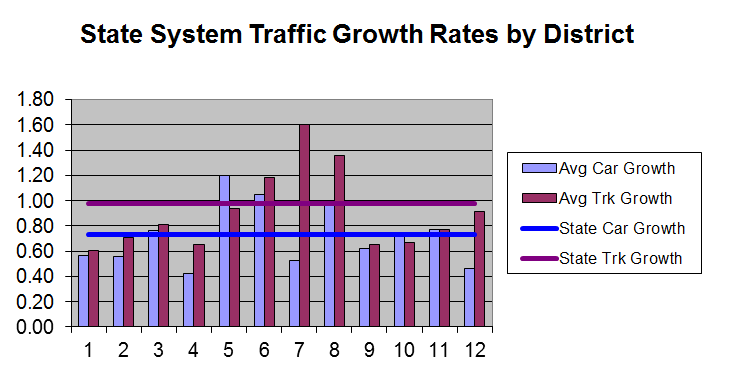 State System Traffic Growth Rates by District
1.80
1.60
1.40
1.20
1.00
0.80
0.60
0.40
0.20
0.00
1 2 3 4 5 6 7 8 9 10 11 12
Avg Car Growth
Avg Trk Growth
State Car Growth
State Trk Growth